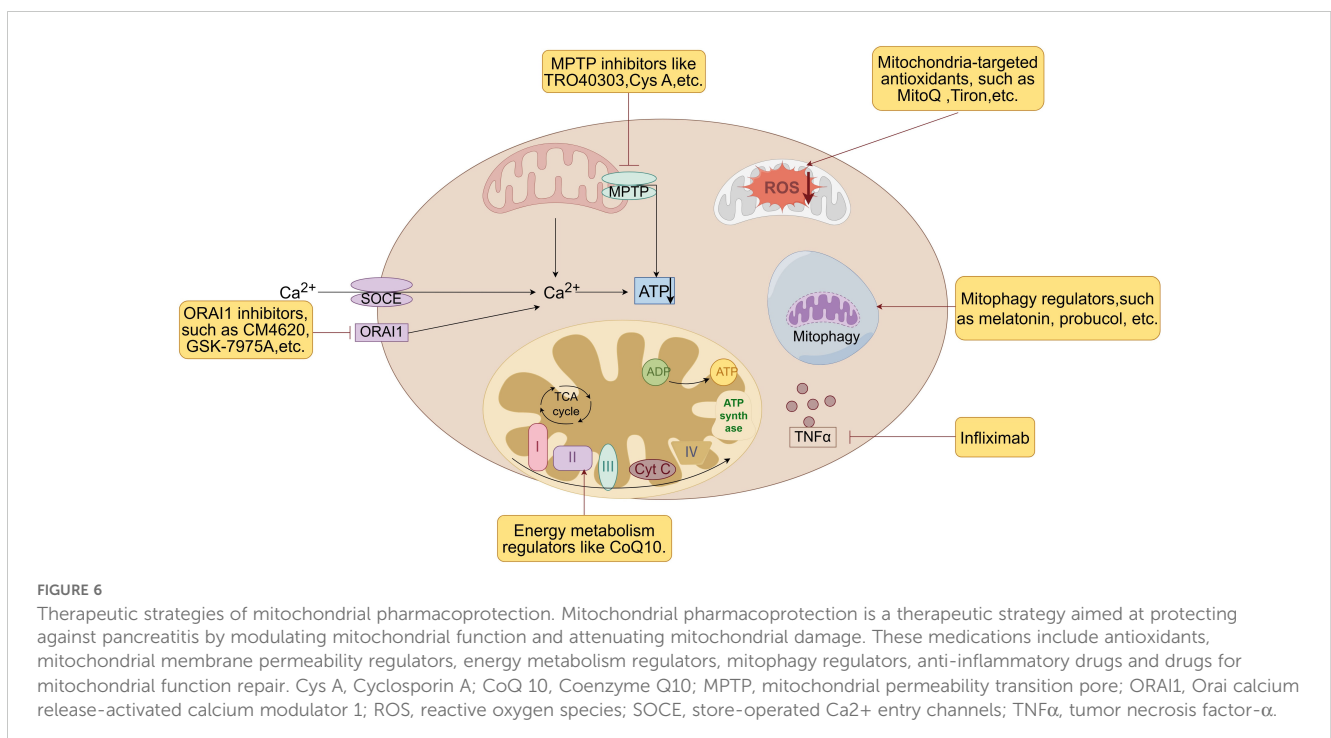 MPTP inhibitors like
TRO40303,Cys A,etc.
Mitochondria-targeted
antioxidants, such as
MitoQ ,Tiron,etc.
MPTP
ROS
Ca2+
SOCE
Ca2+
ATP
ORAI1 inhibitors,
such as CM4620,
GSK-7975A,etc.
ORAI1
Mitophagy
Mitophagy regulators,such
as melatonin, probucol, etc.
TCA
cycle
ADP
ATP
ATP
synth
ase
I
II
III
Cyt C
IV
TNFα
Infliximab
Energy metabolism
regulators like CoQ10.
FIGURE 6
Therapeutic strategies of mitochondrial pharmacoprotection. Mitochondrial pharmacoprotection is a therapeutic strategy aimed at protecting
against pancreatitis by modulating mitochondrial function and attenuating mitochondrial damage. These medications include antioxidants,
mitochondrial membrane permeability regulators, energy metabolism regulators, mitophagy regulators, anti-inflammatory drugs and drugs for
mitochondrial function repair. Cys A, Cyclosporin A; CoQ 10, Coenzyme Q10; MPTP, mitochondrial permeability transition pore; ORAI1, Orai calcium
release-activated calcium modulator 1; ROS, reactive oxygen species; SOCE, store-operated Ca2+ entry channels; TNFα, tumor necrosis factor-α.